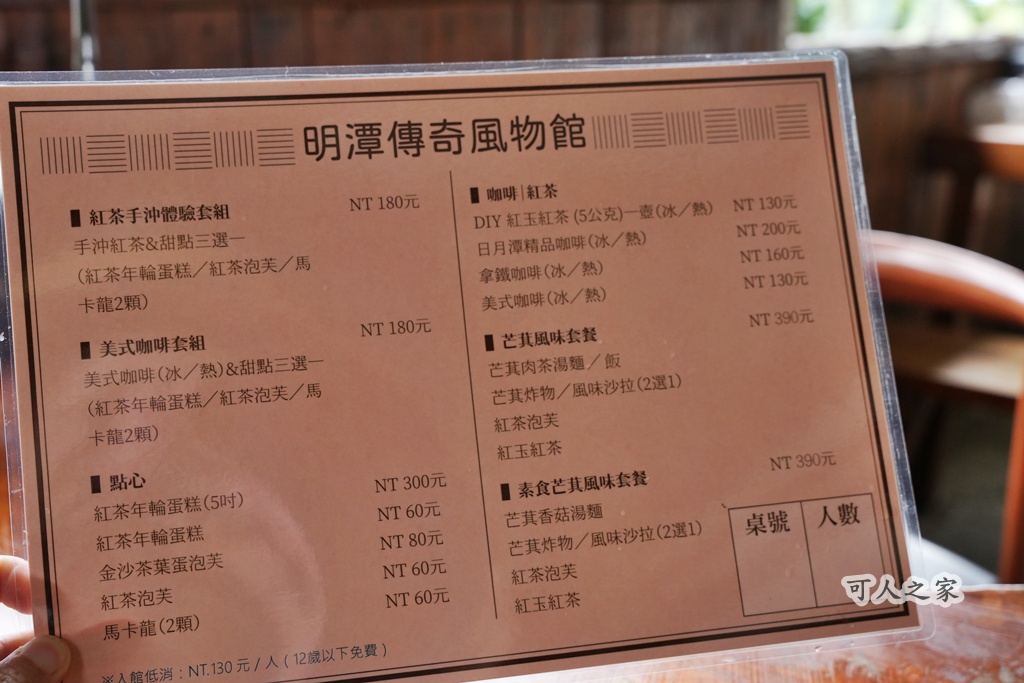 明潭傳奇風物館
紅茶手沖體驗套組 NT 180元
手沖紅茶&甜點三選一
(紅茶年輪蛋糕／紅茶泡芙／馬
卡龍2顆)
美式咖啡套組 NT 180元
美式咖啡(冰／熱)&甜點三選一
(紅茶年輪蛋糕／紅茶泡芙／馬
卡龍2顆)
點心
紅茶年輪蛋糕(5吋) NT 300元
紅茶年輪蛋糕 NT 60元
金沙茶葉蛋泡芙 NT 80元
紅茶泡芙 NT 60元
馬卡龍(2顆) NT 60元
咖啡|紅茶
DIY 紅玉紅茶 (5公克)一壺(冰／熱) NT 130元
日月潭精品咖啡(冰／熱) NT 200元
拿鐵咖啡(冰／熱) NT 160元
美式咖啡(冰／熱) NT 130元
芒萁風味套餐 NT 390元
芒萁肉茶湯麵／飯
芒萁炸物／風味沙拉(2選1)
紅茶泡芙
紅玉紅茶
素食芒萁風味套餐 NT 390元
芒萁香菇湯麵
芒萁炸物／風味沙拉(2選1)
紅茶泡芙
紅玉紅茶
桌號 人數
※入館低消：NT.130 元 / 人 ( 12歲以下免費 )
可人之家